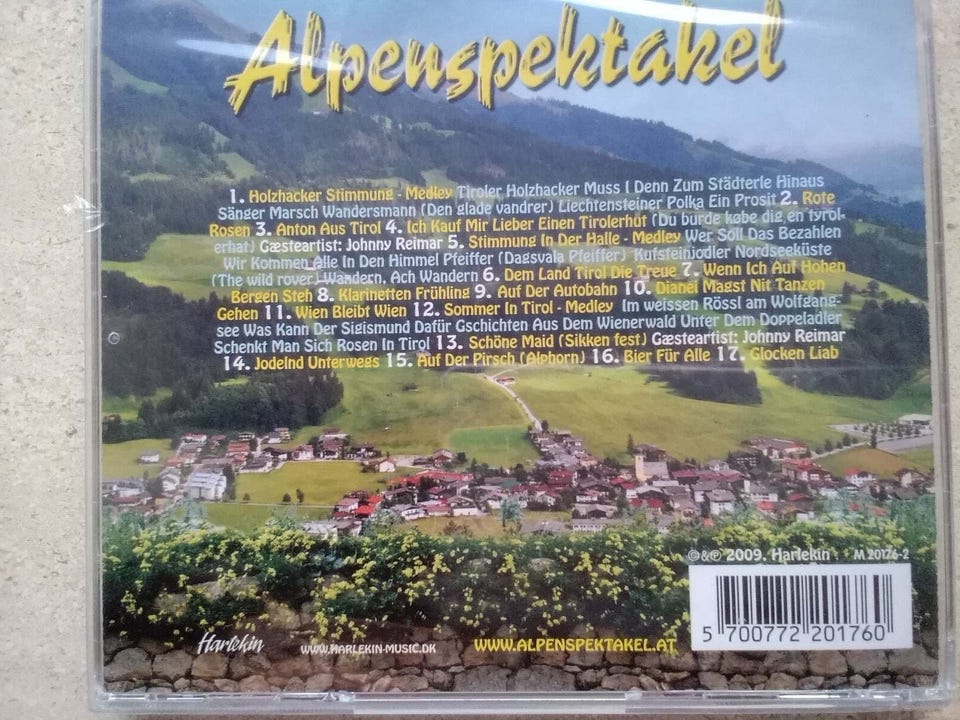 Alpenspektakel
1. Holzhacker Stimmung - Medley Tiroler Holzhacker Muss I Denn Zum Städterle Hinaus
Sänger Marsch Wandersmann (Den glade vandrer) Liechtensteiner Polka Ein Prosit 2. Rote
Rosen 3. Anton Aus Tirol 4. Ich Kauf Mir Lieber Einen Tirolerhut (Du burde købe dig en tyrol-
erhat) Gæsteartist: Johnny Reimar 5. Stimmung In Der Halle - Medley Wer Soll Das Bezahlen
Wir Kommen Alle In Den Himmel Pfeiffer (Dagsvala Pfeiffer) Kufsteinjodler Nordseeküste
(The wild rover) Wandern, Ach Wandern 6. Dem Land Tirol Die Treue 7. Wenn Ich Auf Hohen
Bergen Steh 8. Klarinetten Frühling 9. Auf Der Autobahn 10. Dianei Magst Nit Tanzen
Gehen 11. Wien Bleibt Wien 12. Sommer In Tirol - Medley Im weissen Rössl am Wolfgang-
see Was Kann Der Sigismund Dafür Gschichten Aus Dem Wienerwald Unter Dem Doppeladler
Schenkt Man Sich Rosen In Tirol 13. Schöne Maid (Sikken fest) Gæsteartist: Johnny Reimar
14. Jodelnd Unterwegs 15. Auf Der Pirsch (Alphorn) 16. Bier Für Alle 17. Glocken Liab
©&℗ 2009. Harlekin M 20176-2
5 700772 201760
Harlekin WWW.HARLEKIN-MUSIC.DK WWW.ALPENSPEKTAKEL.AT